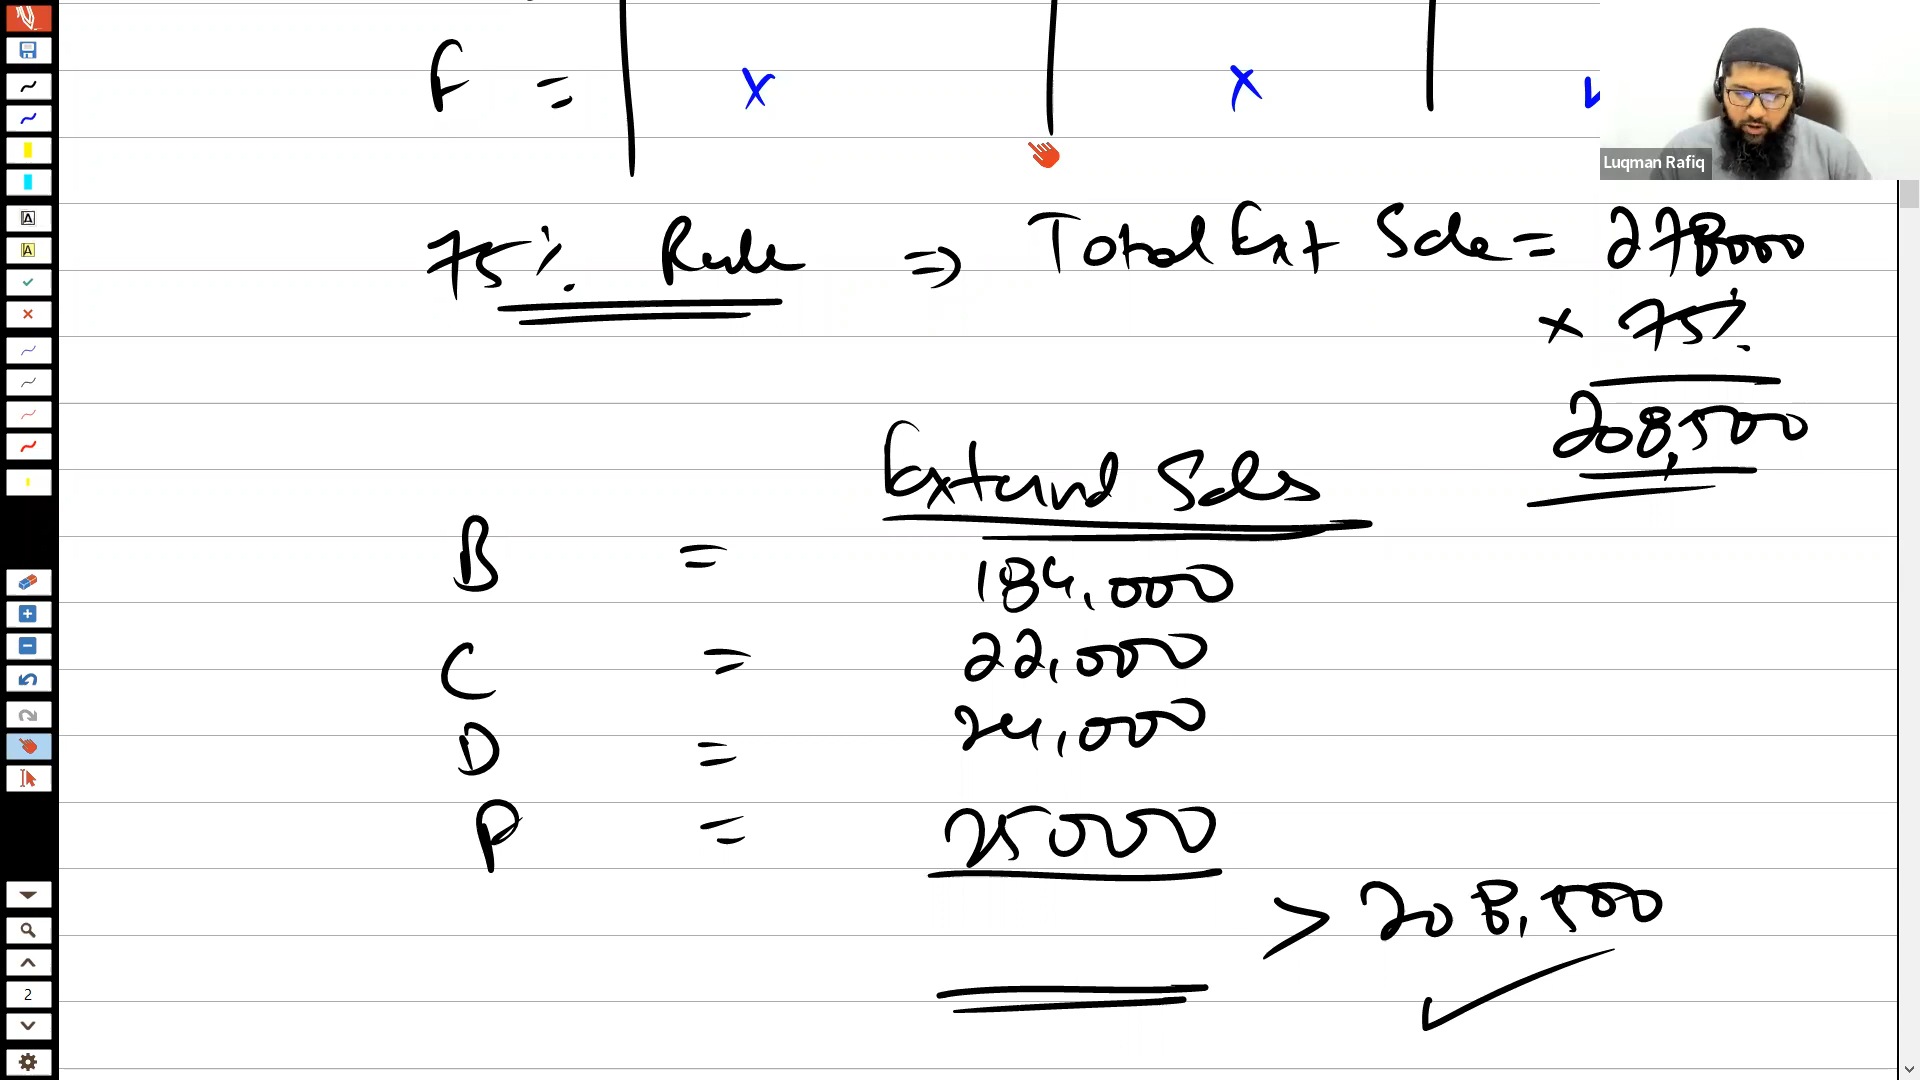 F = x x
Luqman Rafiq
75% Rule => Total Ext Sale = 278000
x 75%
208,500
External Sales
B = 184,000
C = 22,000
D = 24,000
P = 25000
> 208,500
2